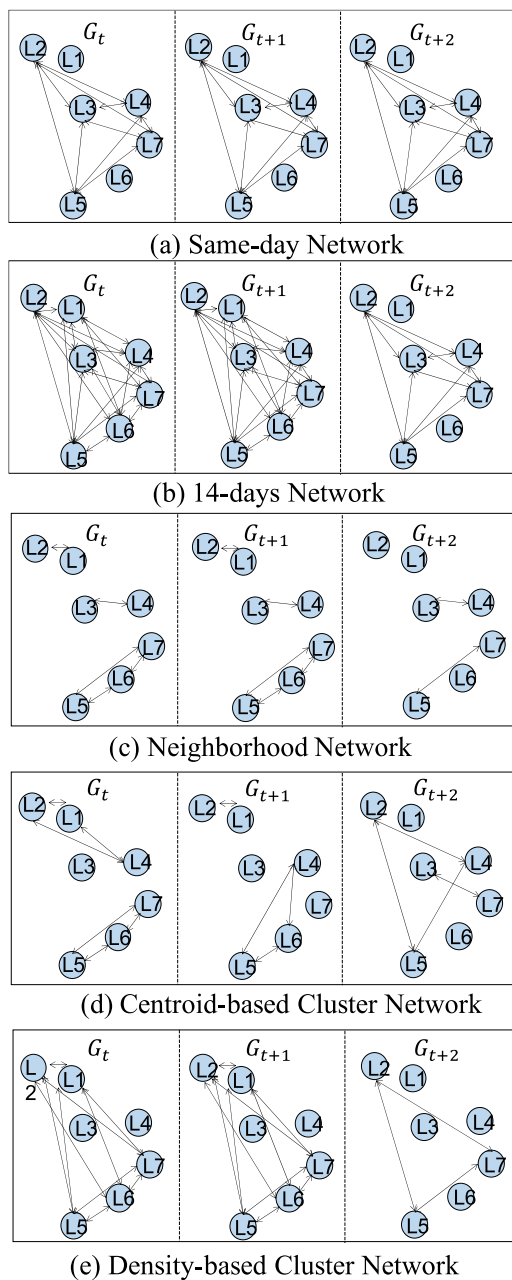 G_t G_{t+1} G_{t+2}
L2 L1 L3 L4 L7 L6 L5
L2 L1 L3 L4 L7 L6 L5
L2 L1 L3 L4 L7 L6 L5
(a) Same-day Network
G_t G_{t+1} G_{t+2}
L2 L1 L3 L4 L7 L6 L5
L2 L1 L3 L4 L7 L6 L5
L2 L1 L3 L4 L7 L6 L5
(b) 14-days Network
G_t G_{t+1} G_{t+2}
L2 L1 L3 L4 L7 L6 L5
L2 L1 L3 L4 L7 L6 L5
L2 L1 L3 L4 L7 L6 L5
(c) Neighborhood Network
G_t G_{t+1} G_{t+2}
L2 L1 L3 L4 L7 L6 L5
L2 L1 L3 L4 L7 L6 L5
L2 L1 L3 L4 L7 L6 L5
(d) Centroid-based Cluster Network
G_t G_{t+1} G_{t+2}
L2 L1 L3 L4 L7 L6 L5
L2 L1 L3 L4 L7 L6 L5
L2 L1 L3 L4 L7 L6 L5
(e) Density-based Cluster Network